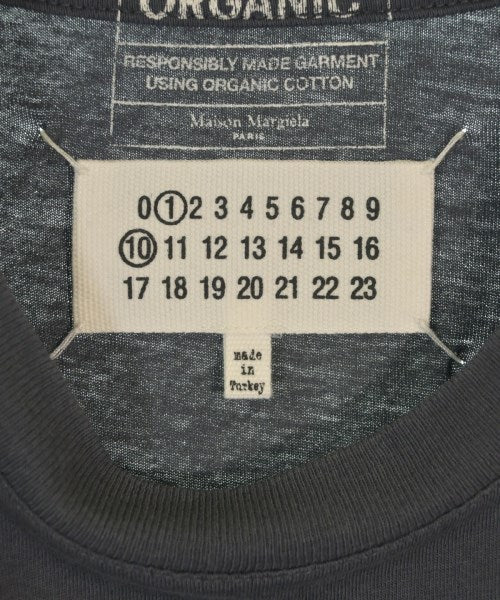 ORGANIC
RESPONSIBLY MADE GARMENT
USING ORGANIC COTTON
Maison Margiela
PARIS
0 1 2 3 4 5 6 7 8 9
10 11 12 13 14 15 16
17 18 19 20 21 22 23
made
in
Turkey